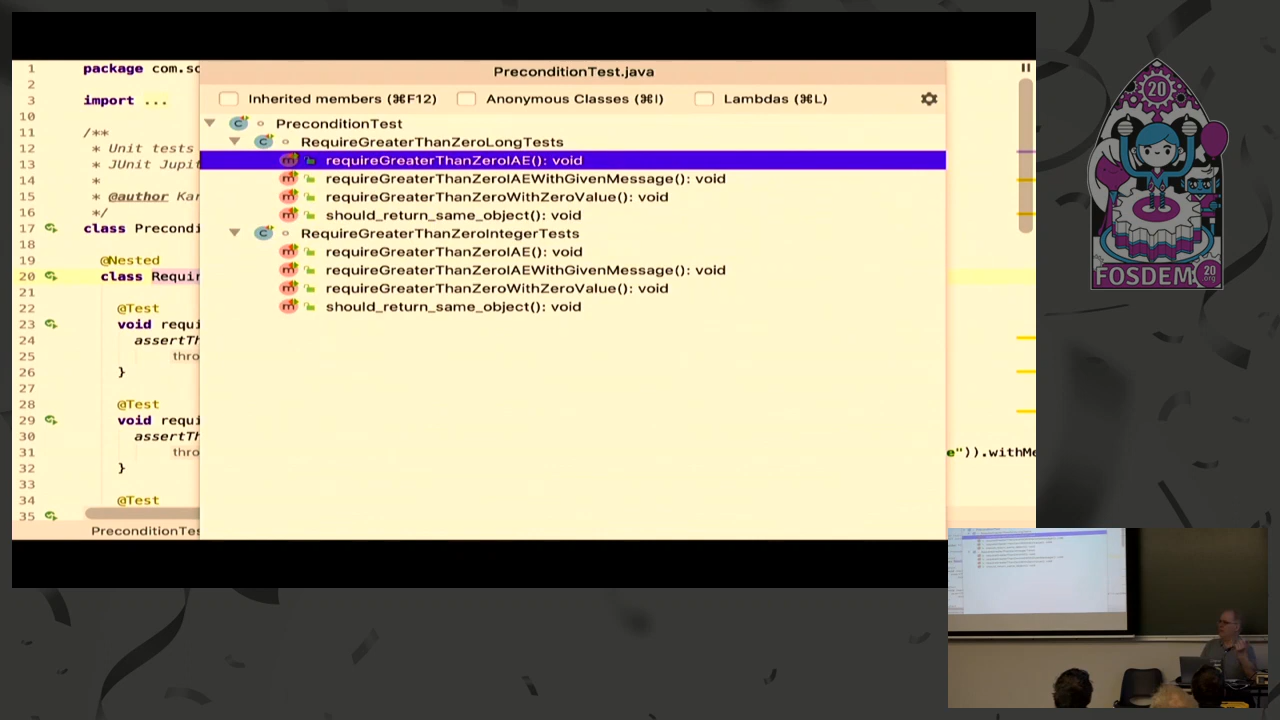 PreconditionTest.java
Inherited members (⌘F12) Anonymous Classes (⌘I) Lambdas (⌘L)
PreconditionTest
RequireGreaterThanZeroLongTests
requireGreaterThanZeroIAE(): void
requireGreaterThanZeroIAEWithGivenMessage(): void
requireGreaterThanZeroWithZeroValue(): void
should_return_same_object(): void
RequireGreaterThanZeroIntegerTests
requireGreaterThanZeroIAE(): void
requireGreaterThanZeroIAEWithGivenMessage(): void
requireGreaterThanZeroWithZeroValue(): void
should_return_same_object(): void
1 package com.sc
2
3 import ...
10
11 /**
12 * Unit tests
13 * JUnit Jupit
14 *
15 * @author Kar
16 */
17 class Precondi
18
19 @Nested
20 class Requir
21
22 @Test
23 void requi
24 assertTh
25 thro
26 }
27
28 @Test
29 void requi
30 assertTh
31 thro e")).withMe
32 }
33
34 @Test
35
PreconditionTes
20
FOSDEM 20
.org